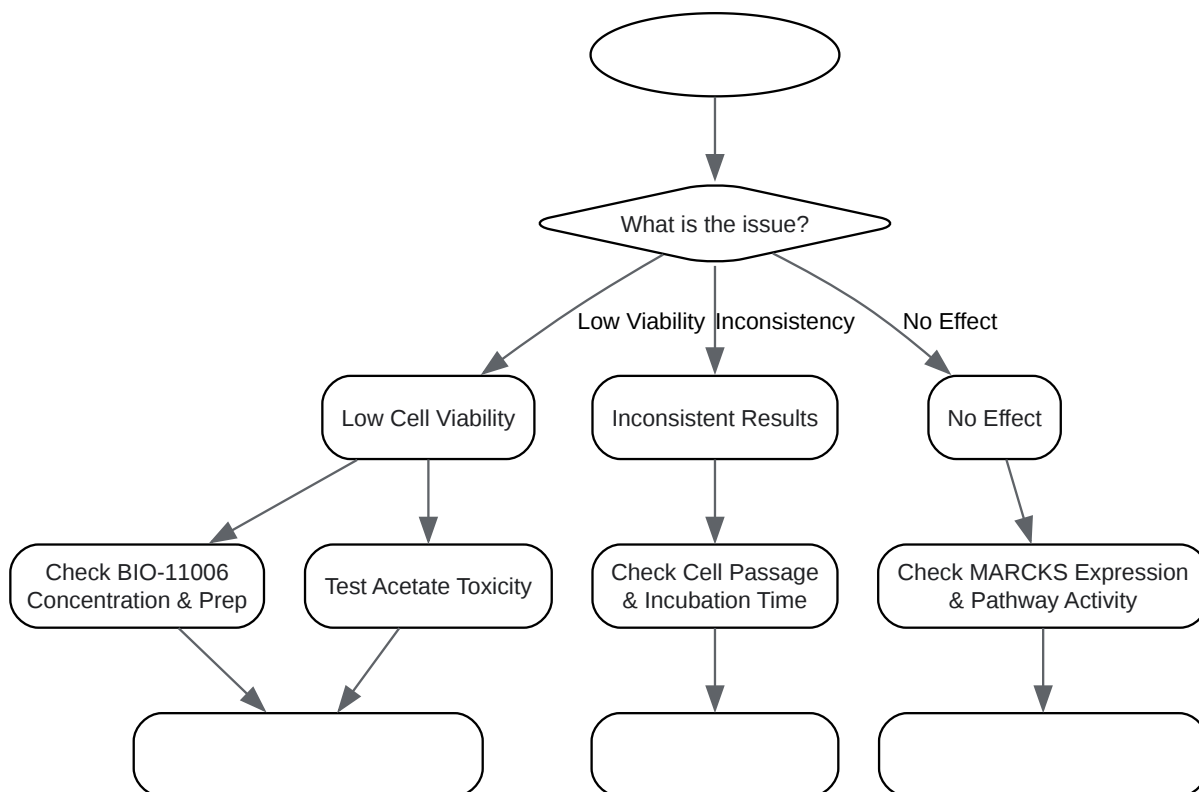 What is the issue?
Low Viability
Inconsistency
No Effect
Low Cell Viability
Inconsistent Results
No Effect
Check BIO-11006
Concentration & Prep
Test Acetate Toxicity
Check Cell Passage
& Incubation Time
Check MARCKS Expression
& Pathway Activity